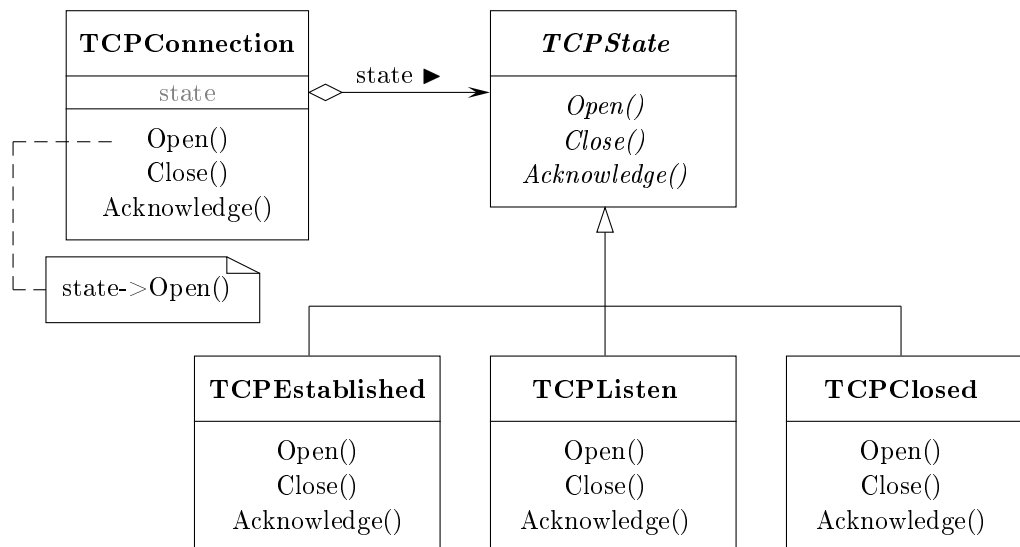 TCPConnection
state
Open()
Close()
Acknowledge()
state->Open()
state ►
TCPState
Open()
Close()
Acknowledge()
TCPEstablished
Open()
Close()
Acknowledge()
TCPListen
Open()
Close()
Acknowledge()
TCPClosed
Open()
Close()
Acknowledge()